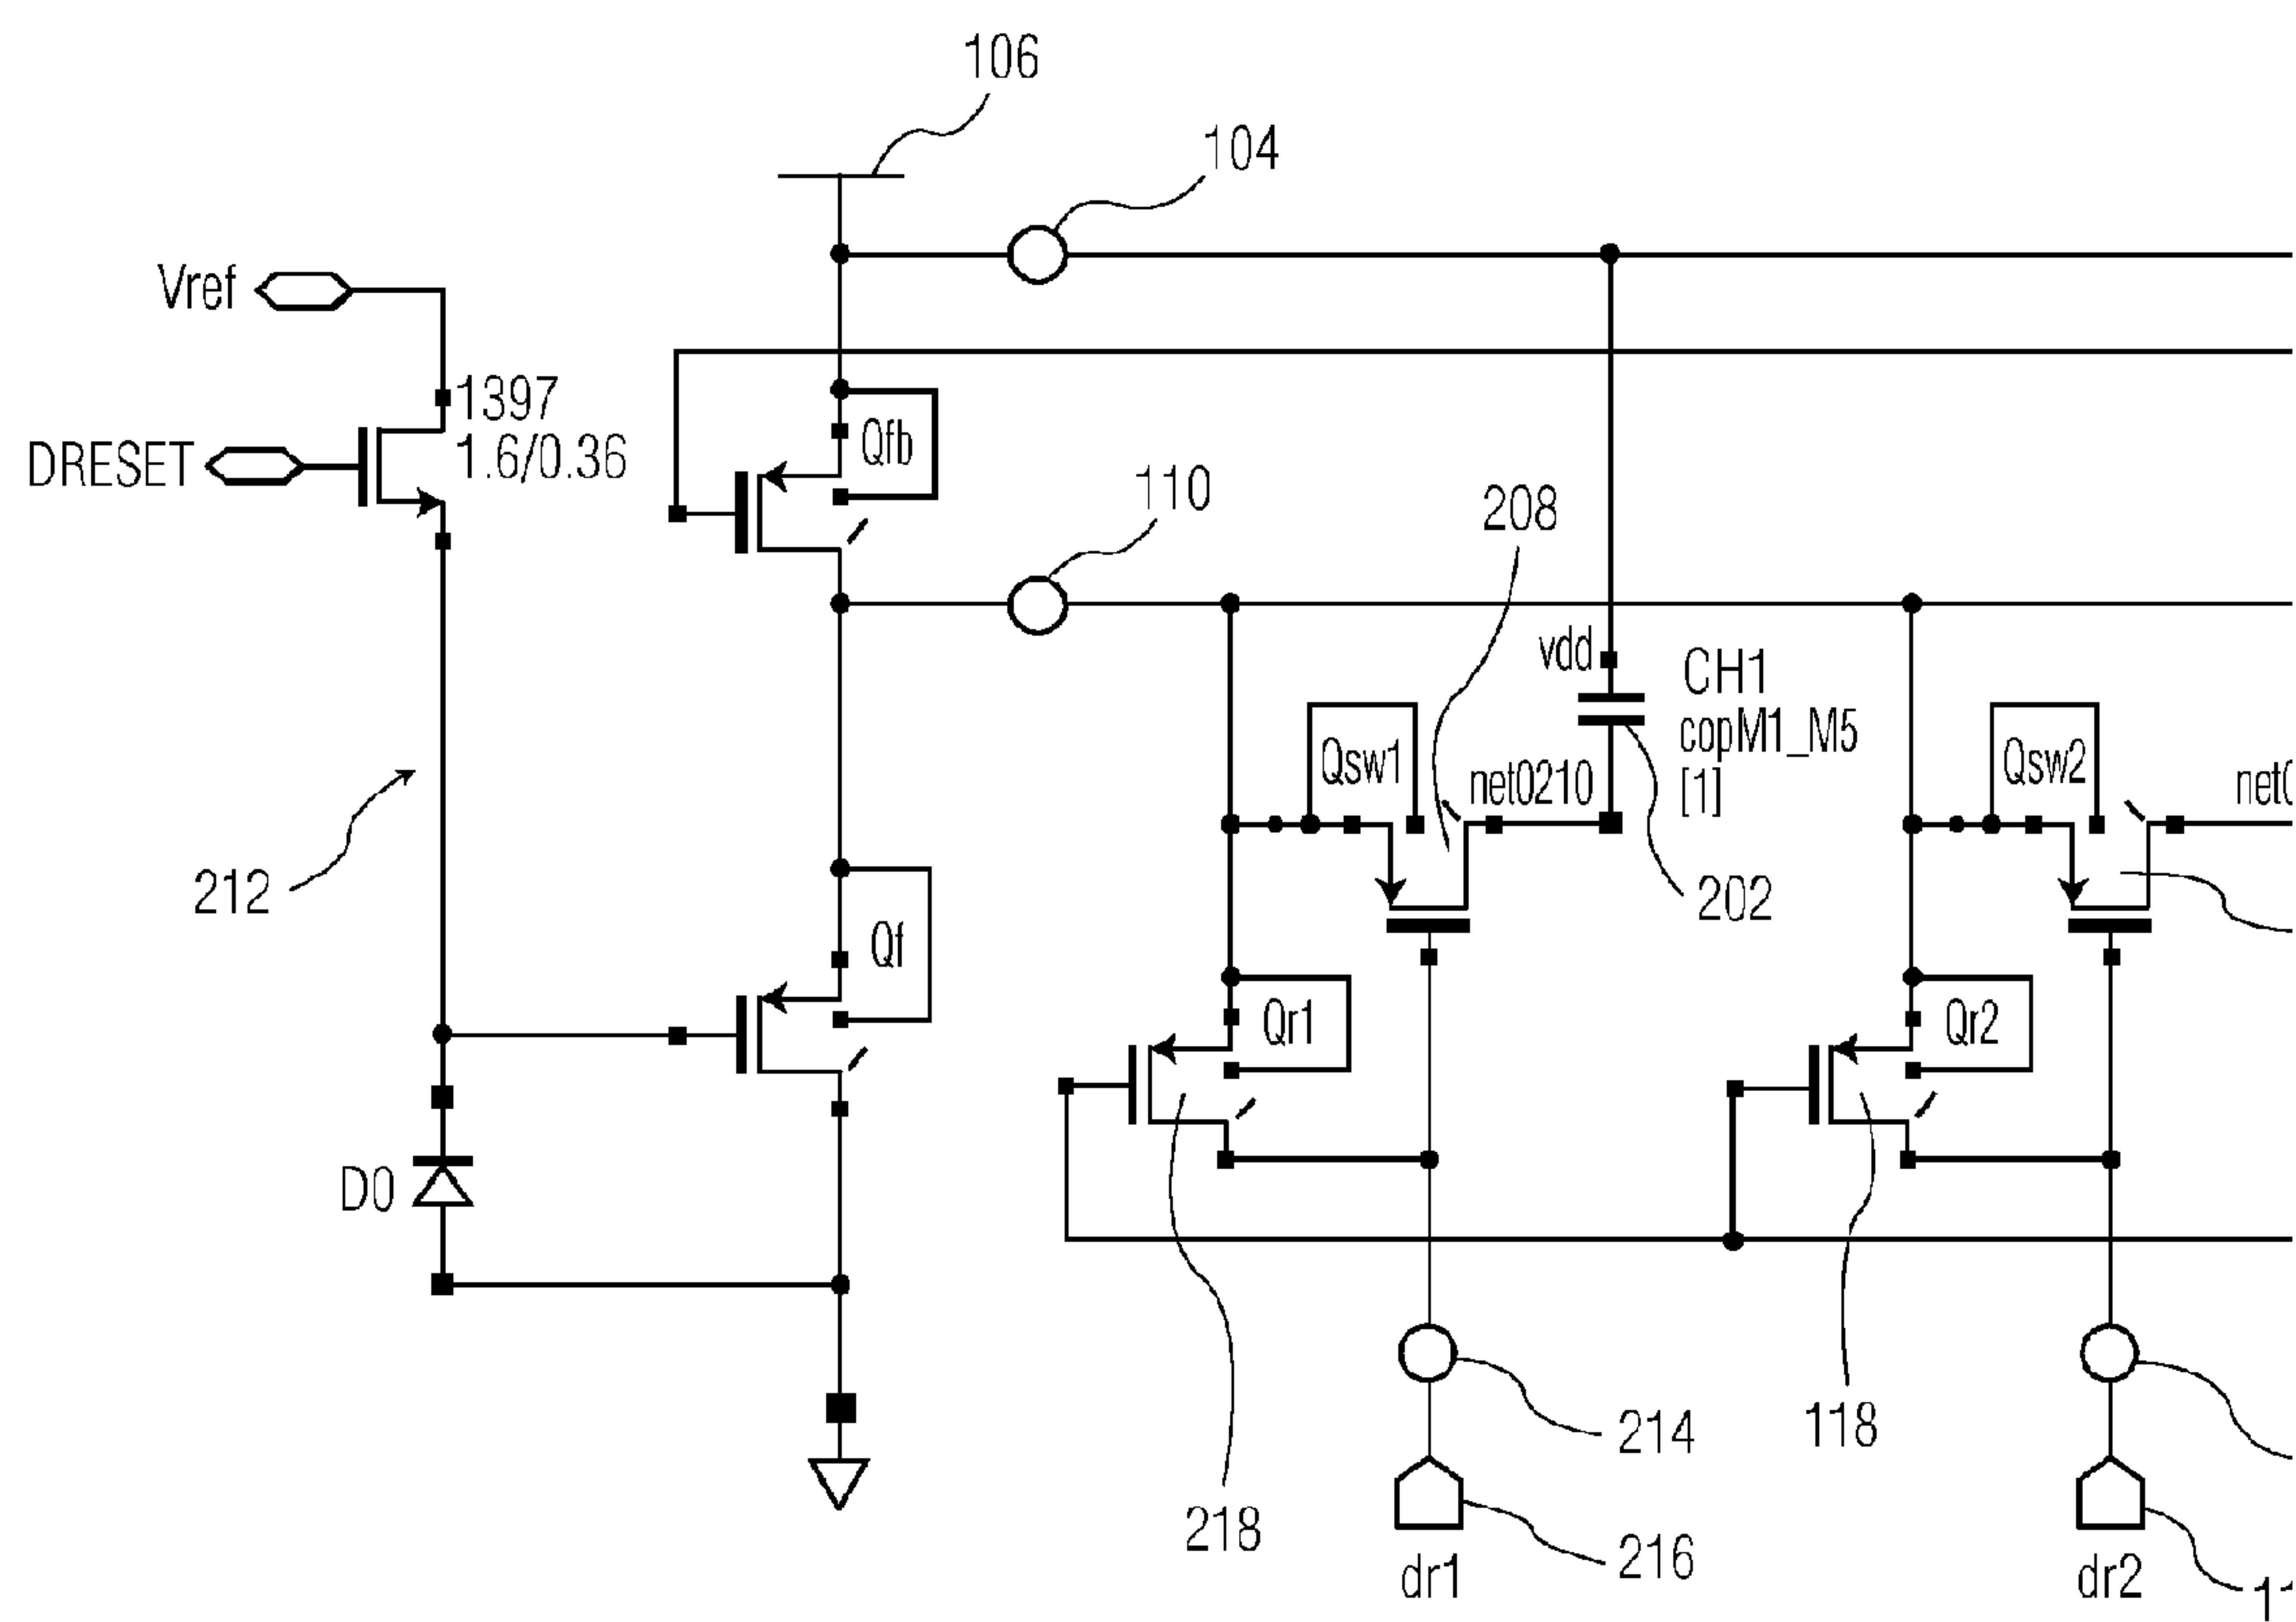 106
104
Vref
1397
1.6/0.36
DRESET
Qfb
110
208
vdd
CH1
copM1_M5
[1]
Qsw1
net0210
Qsw2
212
202
Qf
Qr1
Qr2
D0
214
118
218
216
dr1
dr2